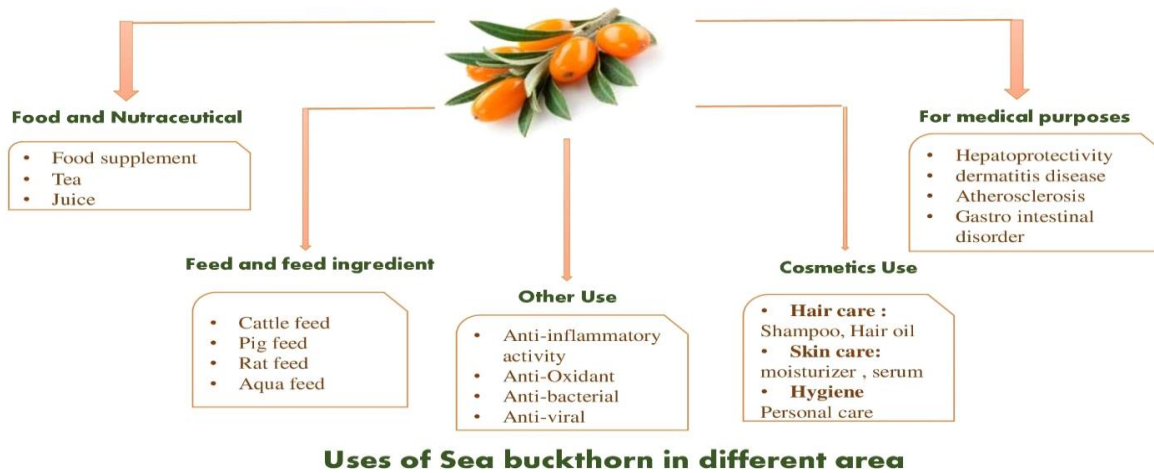 Food and Nutraceutical
• Food supplement
• Tea
• Juice
Feed and feed ingredient
• Cattle feed
• Pig feed
• Rat feed
• Aqua feed
Other Use
• Anti-inflammatory
activity
• Anti-Oxidant
• Anti-bacterial
• Anti-viral
Cosmetics Use
• Hair care :
Shampoo, Hair oil
• Skin care:
moisturizer , serum
• Hygiene
Personal care
For medical purposes
• Hepatoprotectivity
• dermatitis disease
• Atherosclerosis
• Gastro intestinal
disorder
Uses of Sea buckthorn in different area